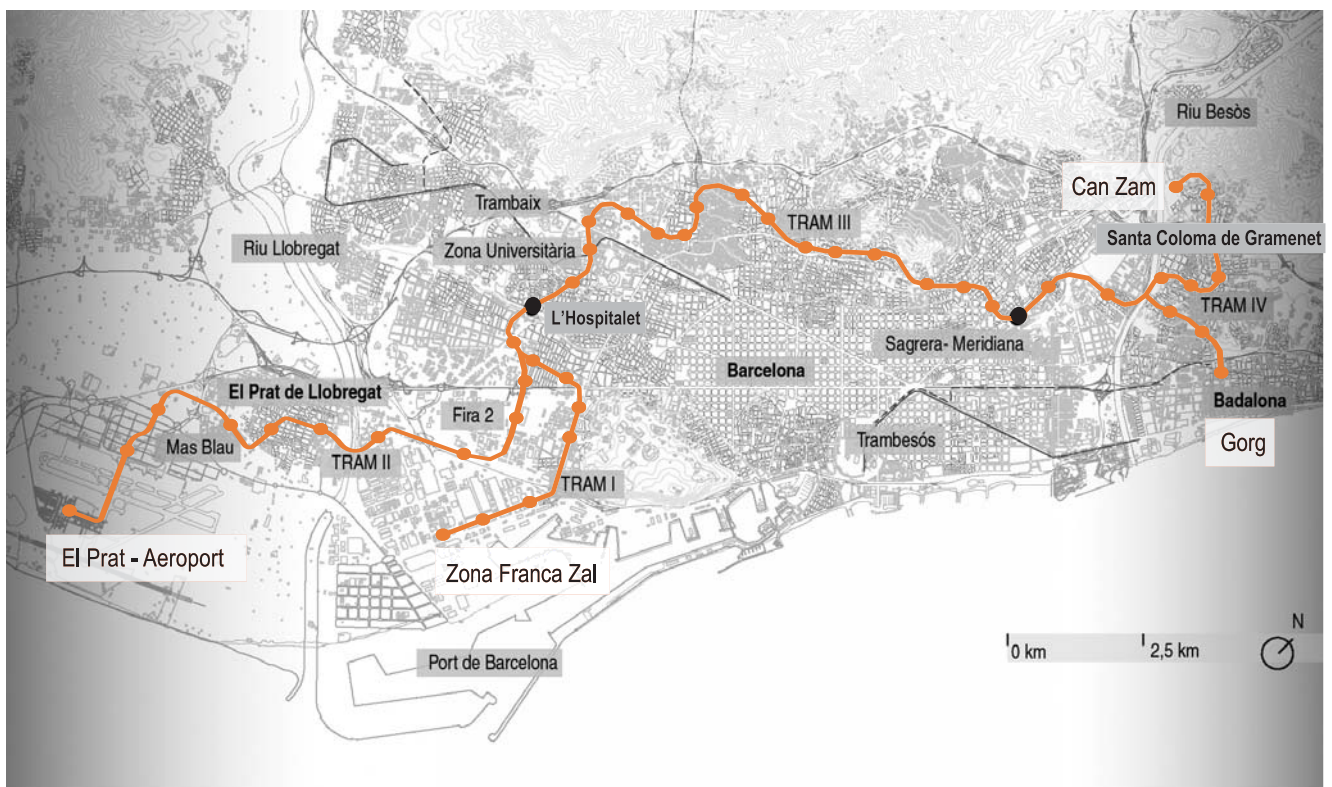 Riu Besòs
Can Zam
Trambaix
TRAM III
Santa Coloma de Gramenet
Riu Llobregat
Zona Universitària
TRAM IV
L'Hospitalet
Sagrera- Meridiana
Barcelona
El Prat de Llobregat
Badalona
Fira 2
Mas Blau
TRAM II
Trambesós
Gorg
TRAM I
El Prat - Aeroport
Zona Franca Zal
N
0 km
2,5 km
Port de Barcelona